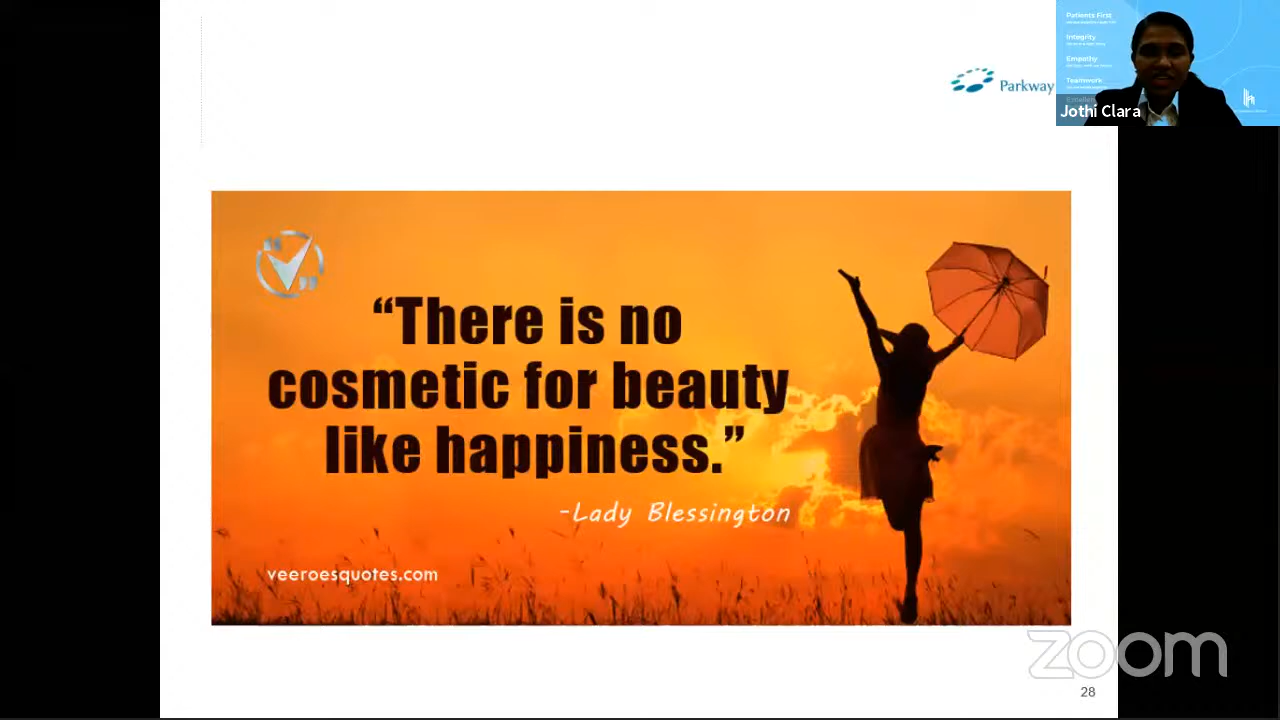 Patients First
Integrity
Empathy
Teamwork
Parkway
Jothi Clara
“There is no
cosmetic for beauty
like happiness.”
-Lady Blessington
veeroesquotes.com
zoom
28